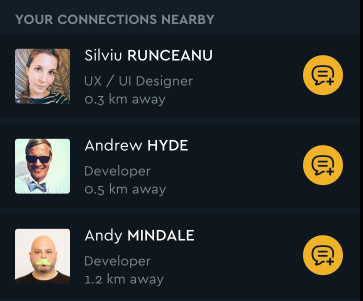 YOUR CONNECTIONS NEARBY
Silviu RUNCEANU
UX / UI Designer
0.3 km away
Andrew HYDE
Developer
0.5 km away
Andy MINDALE
Developer
1.2 km away